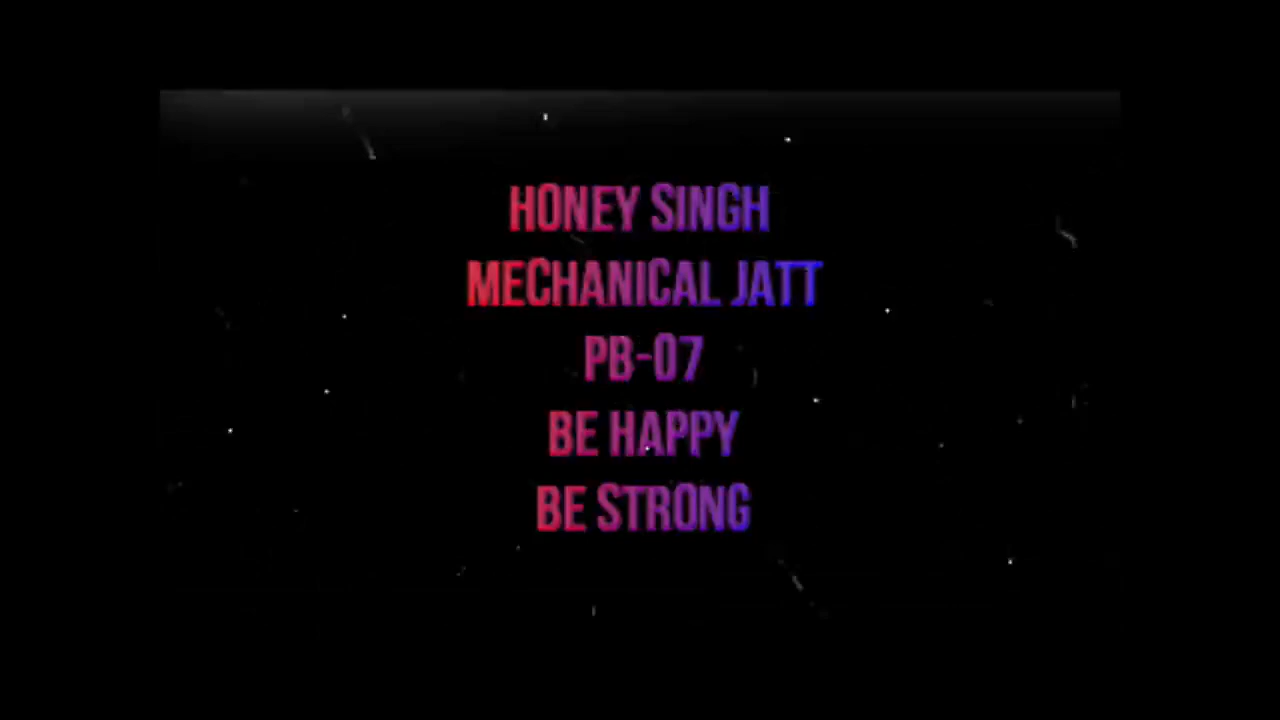 HONEY SINGH
MECHANICAL JATT
PB-07
BE HAPPY
BE STRONG